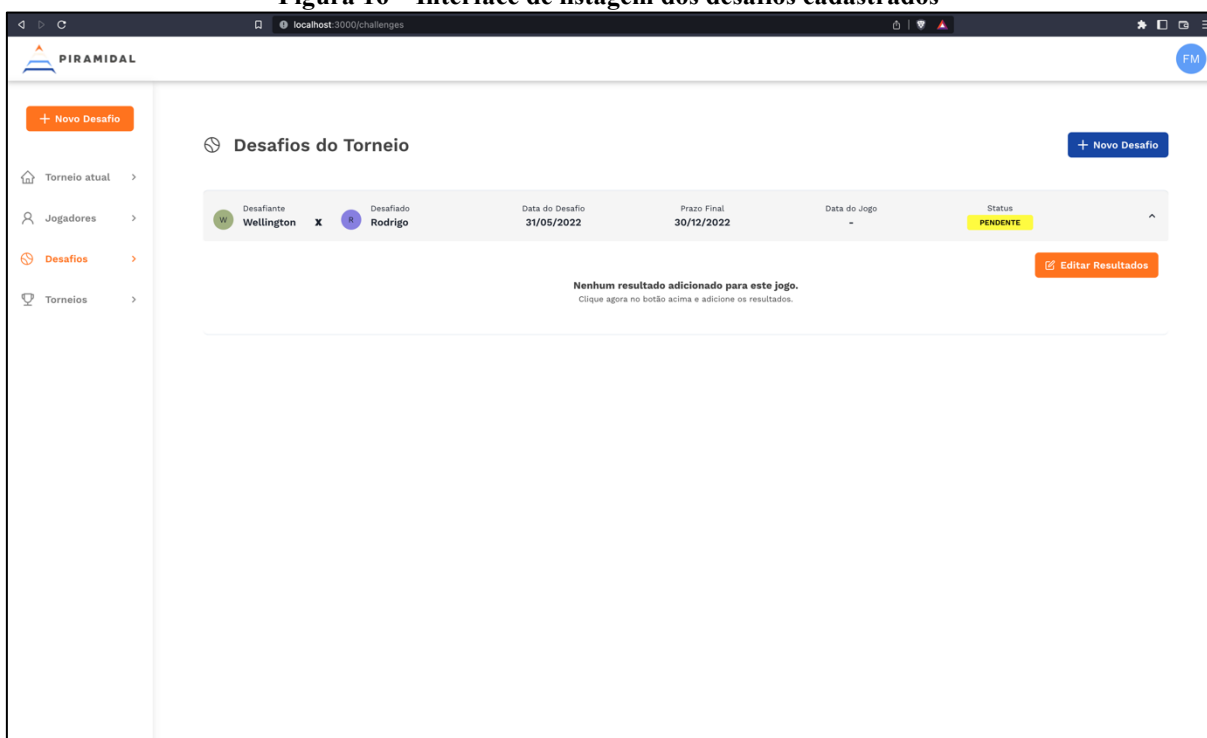 Figura 16 – Interface de listagem dos desafios cadastrados
localhost:3000/challenges
PIRAMIDAL
FM
+ Novo Desafio
Torneio atual >
Jogadores >
Desafios >
Torneios >
Desafios do Torneio
+ Novo Desafio
Desafiante Desafiado Data do Desafio Prazo Final Data do Jogo Status
W Wellington X R Rodrigo 31/05/2022 30/12/2022 - PENDENTE
Editar Resultados
Nenhum resultado adicionado para este jogo.
Clique agora no botão acima e adicione os resultados.